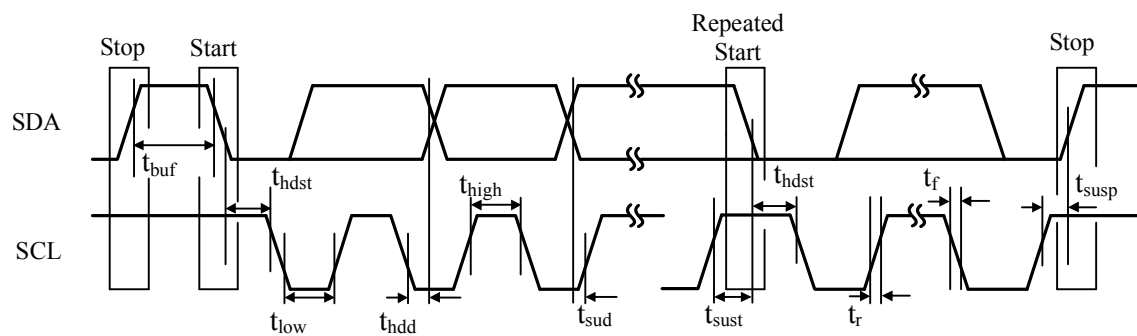 Repeated
Stop Start Start Stop
SDA
t_buf
t_hdst t_high t_hdst t_f t_susp
SCL
t_low t_hdd t_sud t_sust t_r